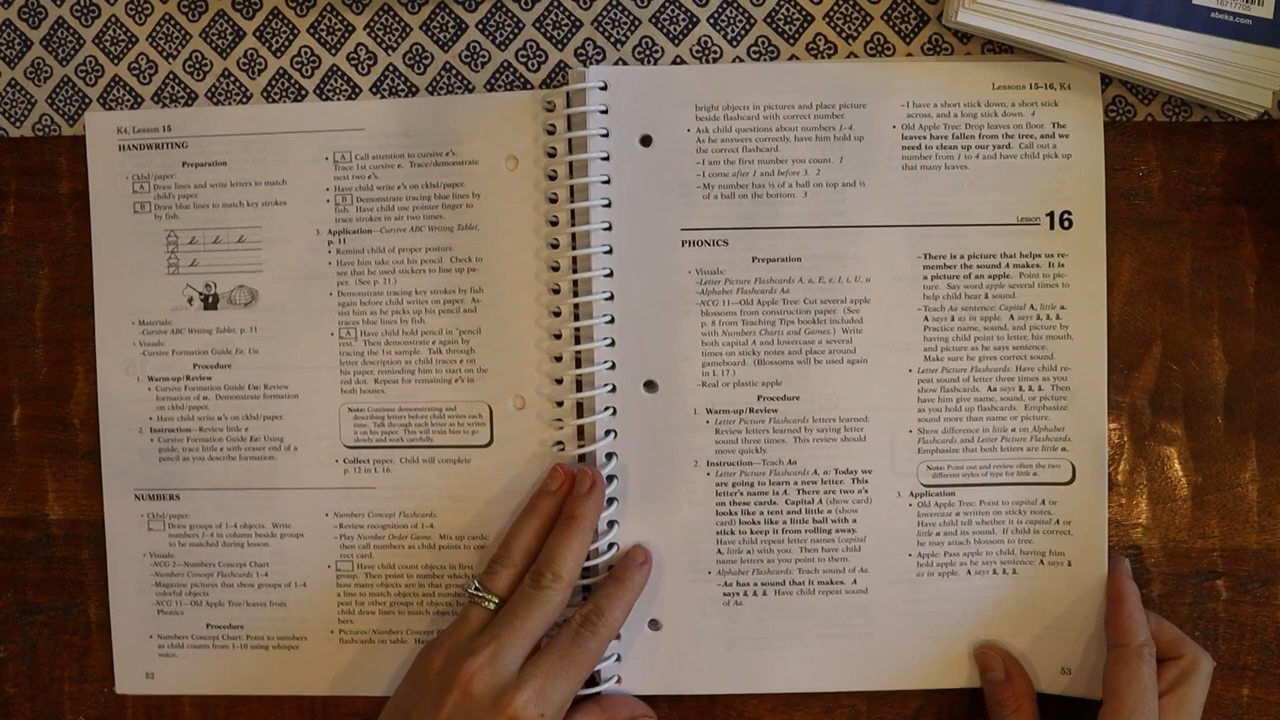 16717705
abeka.com
K4, Lesson 15
HANDWRITING
Preparation
• Ckbd/paper:
A Draw lines and write letters to match
child's paper.
B Draw blue lines to match key strokes
by fish.
e e e
e
• Materials:
–Cursive ABC Writing Tablet, p. 11
• Visuals:
–Cursive Formation Guide Ee, Uu
Procedure
1. Warm-up/Review
• Cursive Formation Guide Uu: Review
formation of u. Demonstrate formation
on ckbd/paper.
• Have child write u's on ckbd/paper.
2. Instruction—Review little e
• Cursive Formation Guide Ee: Using
guide, trace little e with eraser end of a
pencil as you describe formation.
• A Call attention to cursive e's.
Trace 1st cursive e. Trace/demonstrate
next two e's.
• Have child write e's on ckbd/paper.
• B Demonstrate tracing blue lines by
fish. Have child use pointer finger to
trace strokes in air two times.
3. Application—Cursive ABC Writing Tablet,
p. 11
• Remind child of proper posture.
• Have him take out his pencil. Check to
see that he used stickers to line up pa-
per. (See p. 21.)
• Demonstrate tracing key strokes by fish
again before child writes on paper. As-
sist him as he picks up his pencil and
traces blue lines by fish.
• A Have child hold pencil in "pencil
rest." Then demonstrate e again by
tracing the 1st sample. Talk through
letter description as child traces e on
his paper, reminding him to start on the
red dot. Repeat for remaining e's in
both houses.
Note: Continue demonstrating and
describing letters before child writes each
time. Talk through each letter as he writes
it on his paper. This will train him to go
slowly and work carefully.
• Collect paper. Child will complete
p. 12 in L 16.
NUMBERS
• Ckbd/paper:
Draw groups of 1–4 objects. Write
numbers 1–4 in column beside groups
to be matched during lesson.
• Visuals:
–NCG 2—Numbers Concept Chart
–Numbers Concept Flashcards 1–4
–Magazine pictures that show groups of 1–4
colorful objects
–NCG 11—Old Apple Tree/leaves from
Phonics
Procedure
• Numbers Concept Chart: Point to numbers
as child counts from 1–10 using whisper
voice.
• Numbers Concept Flashcards:
–Review recognition of 1–4.
–Play Number Order Game. Mix up cards;
then call numbers as child points to cor-
rect card.
• Have child count objects in first
group. Then point to number which
how many objects in that group
a line to match objects and number
peat for other groups of objects, h
child draw lines to match objects
bers.
• Pictures/Numbers Concept
flashcards on table. Have
52
Lessons 15–16, K4
bright objects in pictures and place picture
beside flashcard with correct number.
• Ask child questions about numbers 1–4.
As he answers correctly, have him hold up
the correct flashcard.
–I am the first number you count. 1
–I come after 1 and before 3. 2
–My number has ½ of a ball on top and ½
of a ball on the bottom. 3
–I have a short stick down, a short stick
across, and a long stick down. 4
• Old Apple Tree: Drop leaves on floor. The
leaves have fallen from the tree, and we
need to clean up our yard. Call out a
number from 1 to 4 and have child pick up
that many leaves.
Lesson 16
PHONICS
Preparation
• Visuals:
–Letter Picture Flashcards A, a, E, e, I, i, U, u
–Alphabet Flashcards Aa
–NCG 11—Old Apple Tree: Cut several apple
blossoms from construction paper. (See
p. 8 from Teaching Tips booklet included
with Numbers Charts and Games.) Write
both capital A and lowercase a several
times on sticky notes and place around
gameboard. (Blossoms will be used again
in L 17.)
–Real or plastic apple
Procedure
1. Warm-up/Review
• Letter Picture Flashcards letters learned:
Review letters learned by saying letter
sound three times. This review should
move quickly.
2. Instruction—Teach Aa
• Letter Picture Flashcards A, a: Today we
are going to learn a new letter. This
letter's name is A. There are two a's
on these cards. Capital A (show card)
looks like a tent and little a (show
card) looks like a little ball with a
stick to keep it from rolling away.
Have child repeat letter names (capital
A, little a) with you. Then have child
name letters as you point to them.
• Alphabet Flashcards: Teach sound of Aa.
–Aa has a sound that it makes. A
says ă, ă, ă. Have child repeat sound
of Aa.
–There is a picture that helps us re-
member the sound A makes. It is
a picture of an apple. Point to pic-
ture. Say word apple several times to
help child hear ă sound.
–Teach Aa sentence: Capital A, little a.
A says ă as in apple. A says ă, ă, ă.
Practice name, sound, and picture by
having child point to letter, his mouth,
and picture as he says sentence.
Make sure he gives correct sound.
• Letter Picture Flashcards: Have child re-
peat sound of letter three times as you
show flashcards. Aa says ă, ă, ă. Then
have him give name, sound, or picture
as you hold up flashcards. Emphasize
sound more than name or picture.
• Show difference in little a on Alphabet
Flashcards and Letter Picture Flashcards.
Emphasize that both letters are little a.
Note: Point out and review often the two
different styles of type for little a.
3. Application
• Old Apple Tree: Point to capital A or
lowercase a written on sticky notes.
Have child tell whether it is capital A or
little a and its sound. If child is correct,
he may attach blossom to tree.
• Apple: Pass apple to child, having him
hold apple as he says sentence: A says ă
as in apple. A says ă, ă, ă.
53